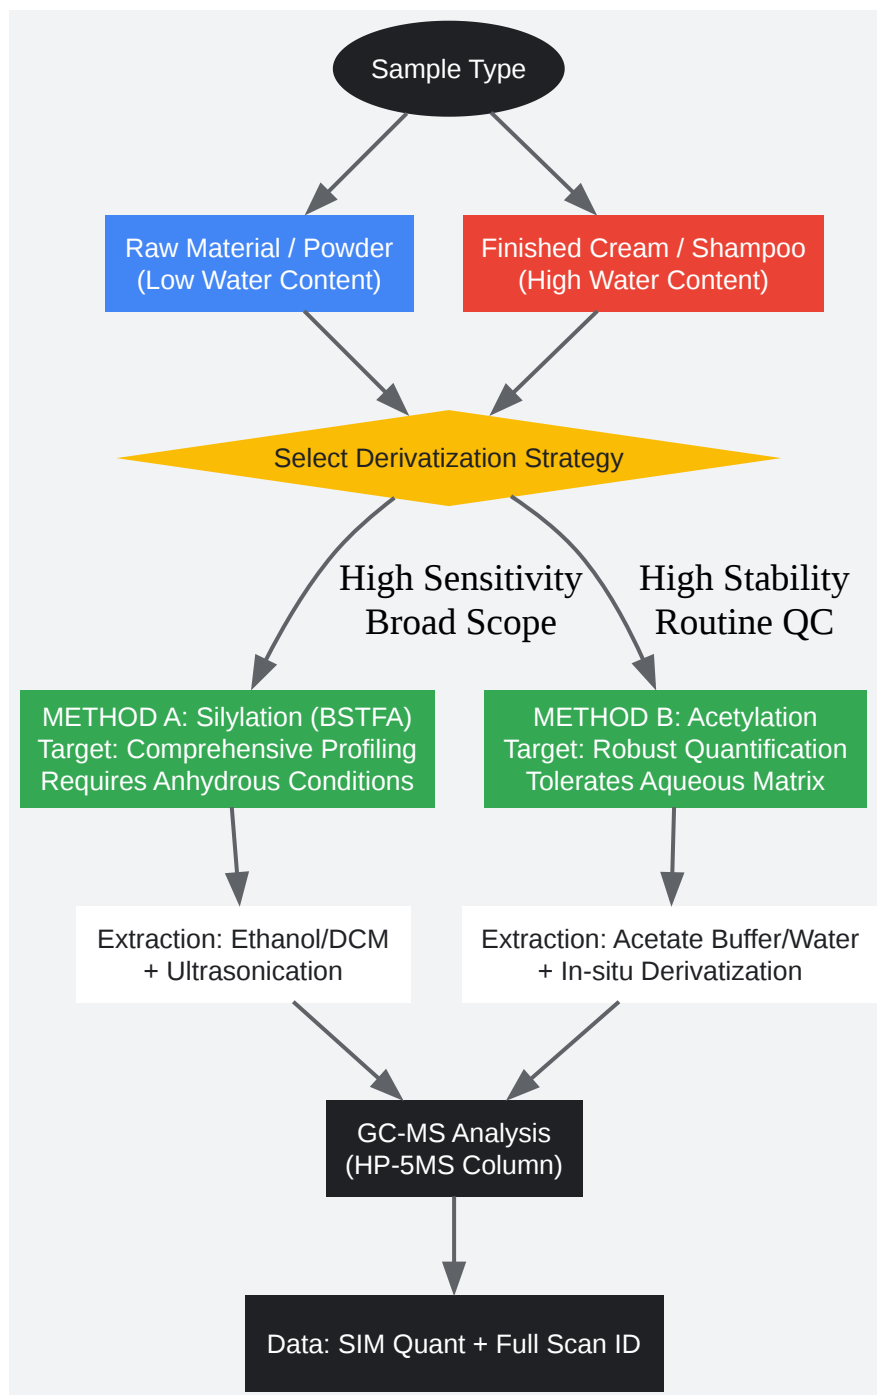 Sample Type
Raw Material / Powder
(Low Water Content)
Finished Cream / Shampoo
(High Water Content)
Select Derivatization Strategy
High Sensitivity
Broad Scope
High Stability
Routine QC
METHOD A: Silylation (BSTFA)
Target: Comprehensive Profiling
Requires Anhydrous Conditions
METHOD B: Acetylation
Target: Robust Quantification
Tolerates Aqueous Matrix
Extraction: Ethanol/DCM
+ Ultrasonication
Extraction: Acetate Buffer/Water
+ In-situ Derivatization
GC-MS Analysis
(HP-5MS Column)
Data: SIM Quant + Full Scan ID